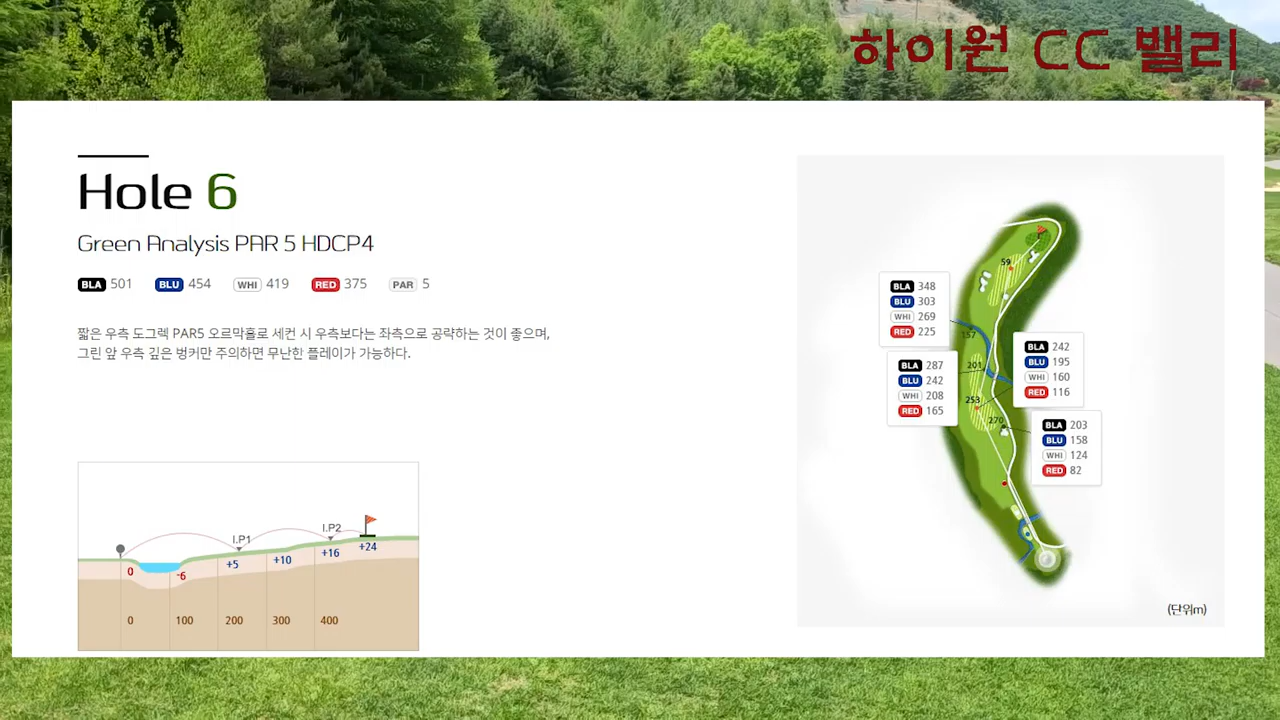 하이원 CC 밸리
Hole 6
Green Analysis PAR 5 HDCP4
BLA 501 BLU 454 WHI 419 RED 375 PAR 5
짧은 우측 도그렉 PAR5 오르막홀로 세컨 시 우측보다는 좌측으로 공략하는 것이 좋으며,
그린 앞 우측 깊은 벙커만 주의하면 무난한 플레이가 가능하다.
I.P1
I.P2
0
-6
+5
+10
+16
+24
0 100 200 300 400
59
BLA 348
BLU 303
WHI 269
RED 225
157
BLA 287
BLU 242
WHI 208
RED 165
201
BLA 242
BLU 195
WHI 160
RED 116
253
270
BLA 203
BLU 158
WHI 124
RED 82
(단위m)